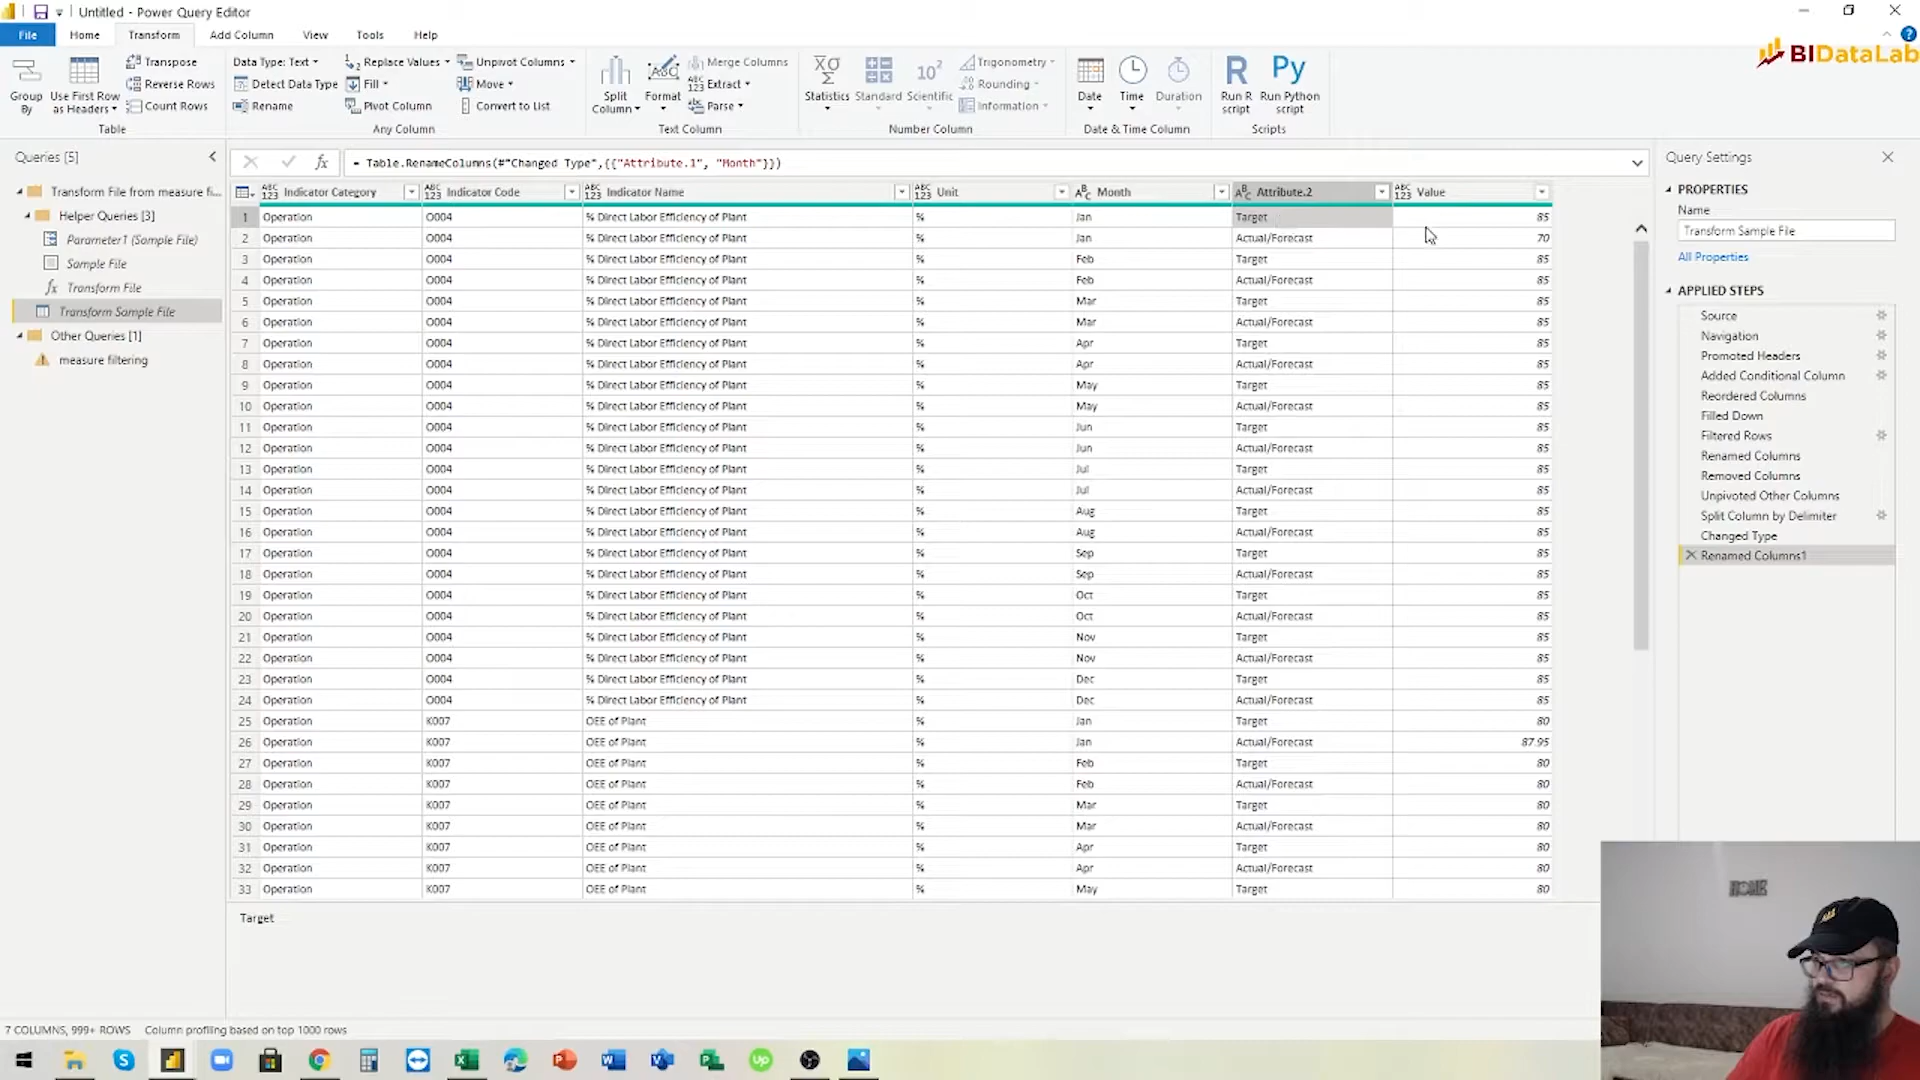 Untitled - Power Query Editor
File Home Transform Add Column View Tools Help
BIDataLab
Group By
Use First Row as Headers
Transpose
Reverse Rows
Count Rows
Table
Data Type: Text
Detect Data Type
Rename
Replace Values
Fill
Pivot Column
Unpivot Columns
Move
Convert to List
Any Column
Split Column
Format
Merge Columns
Extract
Parse
Text Column
Statistics
Standard
Scientific
Trigonometry
Rounding
Information
Number Column
Date
Time
Duration
Date & Time Column
Run R script
Run Python script
Scripts
Queries [5]
Transform File from measure fi...
Helper Queries [3]
Parameter1 (Sample File)
Sample File
Transform File
Transform Sample File
Other Queries [1]
measure filtering
= Table.RenameColumns(#"Changed Type",{{"Attribute.1", "Month"}})
Indicator Category Indicator Code Indicator Name Unit Month Attribute.2 Value
1 Operation O004 % Direct Labor Efficiency of Plant % Jan Target 85
2 Operation O004 % Direct Labor Efficiency of Plant % Jan Actual/Forecast 70
3 Operation O004 % Direct Labor Efficiency of Plant % Feb Target 85
4 Operation O004 % Direct Labor Efficiency of Plant % Feb Actual/Forecast 85
5 Operation O004 % Direct Labor Efficiency of Plant % Mar Target 85
6 Operation O004 % Direct Labor Efficiency of Plant % Mar Actual/Forecast 85
7 Operation O004 % Direct Labor Efficiency of Plant % Apr Target 85
8 Operation O004 % Direct Labor Efficiency of Plant % Apr Actual/Forecast 85
9 Operation O004 % Direct Labor Efficiency of Plant % May Target 85
10 Operation O004 % Direct Labor Efficiency of Plant % May Actual/Forecast 85
11 Operation O004 % Direct Labor Efficiency of Plant % Jun Target 85
12 Operation O004 % Direct Labor Efficiency of Plant % Jun Actual/Forecast 85
13 Operation O004 % Direct Labor Efficiency of Plant % Jul Target 85
14 Operation O004 % Direct Labor Efficiency of Plant % Jul Actual/Forecast 85
15 Operation O004 % Direct Labor Efficiency of Plant % Aug Target 85
16 Operation O004 % Direct Labor Efficiency of Plant % Aug Actual/Forecast 85
17 Operation O004 % Direct Labor Efficiency of Plant % Sep Target 85
18 Operation O004 % Direct Labor Efficiency of Plant % Sep Actual/Forecast 85
19 Operation O004 % Direct Labor Efficiency of Plant % Oct Target 85
20 Operation O004 % Direct Labor Efficiency of Plant % Oct Actual/Forecast 85
21 Operation O004 % Direct Labor Efficiency of Plant % Nov Target 85
22 Operation O004 % Direct Labor Efficiency of Plant % Nov Actual/Forecast 85
23 Operation O004 % Direct Labor Efficiency of Plant % Dec Target 85
24 Operation O004 % Direct Labor Efficiency of Plant % Dec Actual/Forecast 85
25 Operation K007 OEE of Plant % Jan Target 80
26 Operation K007 OEE of Plant % Jan Actual/Forecast 87.95
27 Operation K007 OEE of Plant % Feb Target 80
28 Operation K007 OEE of Plant % Feb Actual/Forecast 80
29 Operation K007 OEE of Plant % Mar Target 80
30 Operation K007 OEE of Plant % Mar Actual/Forecast 80
31 Operation K007 OEE of Plant % Apr Target 80
32 Operation K007 OEE of Plant % Apr Actual/Forecast 80
33 Operation K007 OEE of Plant % May Target 80
Target
Query Settings
PROPERTIES
Name
Transform Sample File
All Properties
APPLIED STEPS
Source
Navigation
Promoted Headers
Added Conditional Column
Reordered Columns
Filled Down
Filtered Rows
Renamed Columns
Removed Columns
Unpivoted Other Columns
Split Column by Delimiter
Changed Type
Renamed Columns1
HOME
7 COLUMNS, 999+ ROWS Column profiling based on top 1000 rows